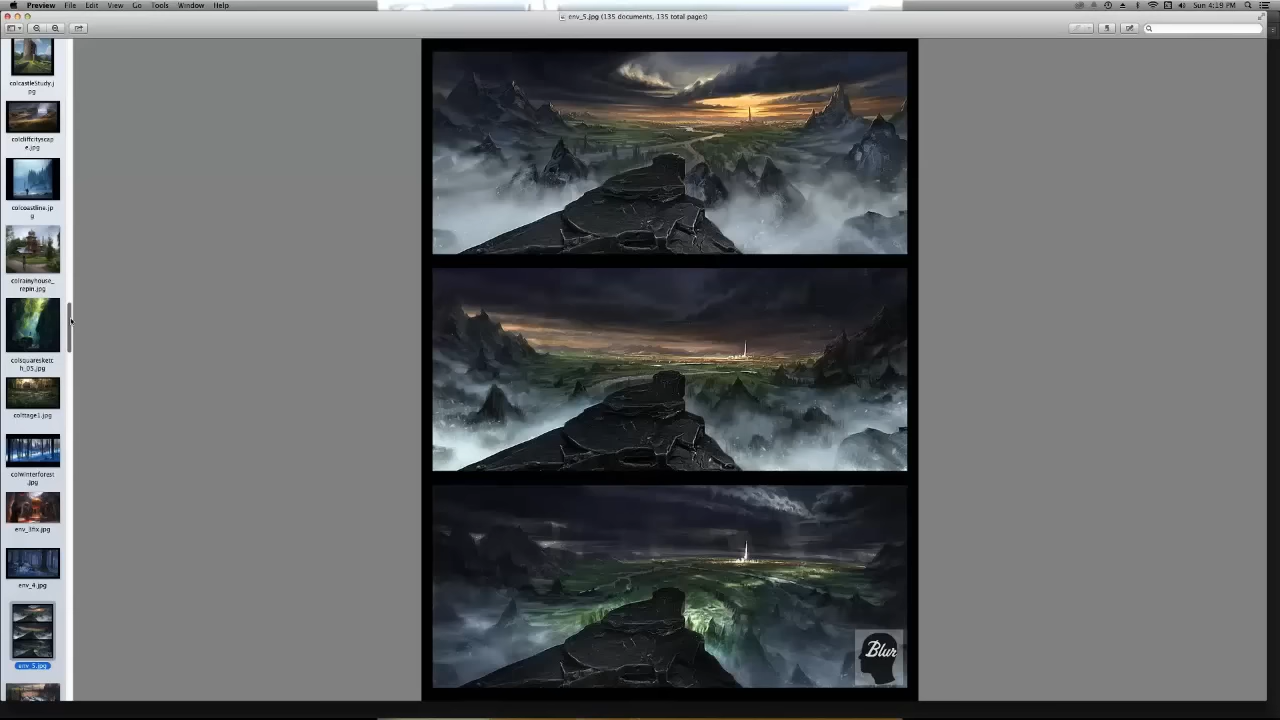 Preview File Edit View Go Tools Window Help
Sun 4:19 PM
env_5.jpg (135 documents, 135 total pages)
colcastleStudy.j
pg
colcliffcityscap
e.jpg
colcoastline.jp
g
colrainyhouse_
repin.jpg
colsquaresketc
h_05.jpg
colttage1.jpg
colwinterforest
.jpg
env_3fix.jpg
env_4.jpg
env_5.jpg
Blur